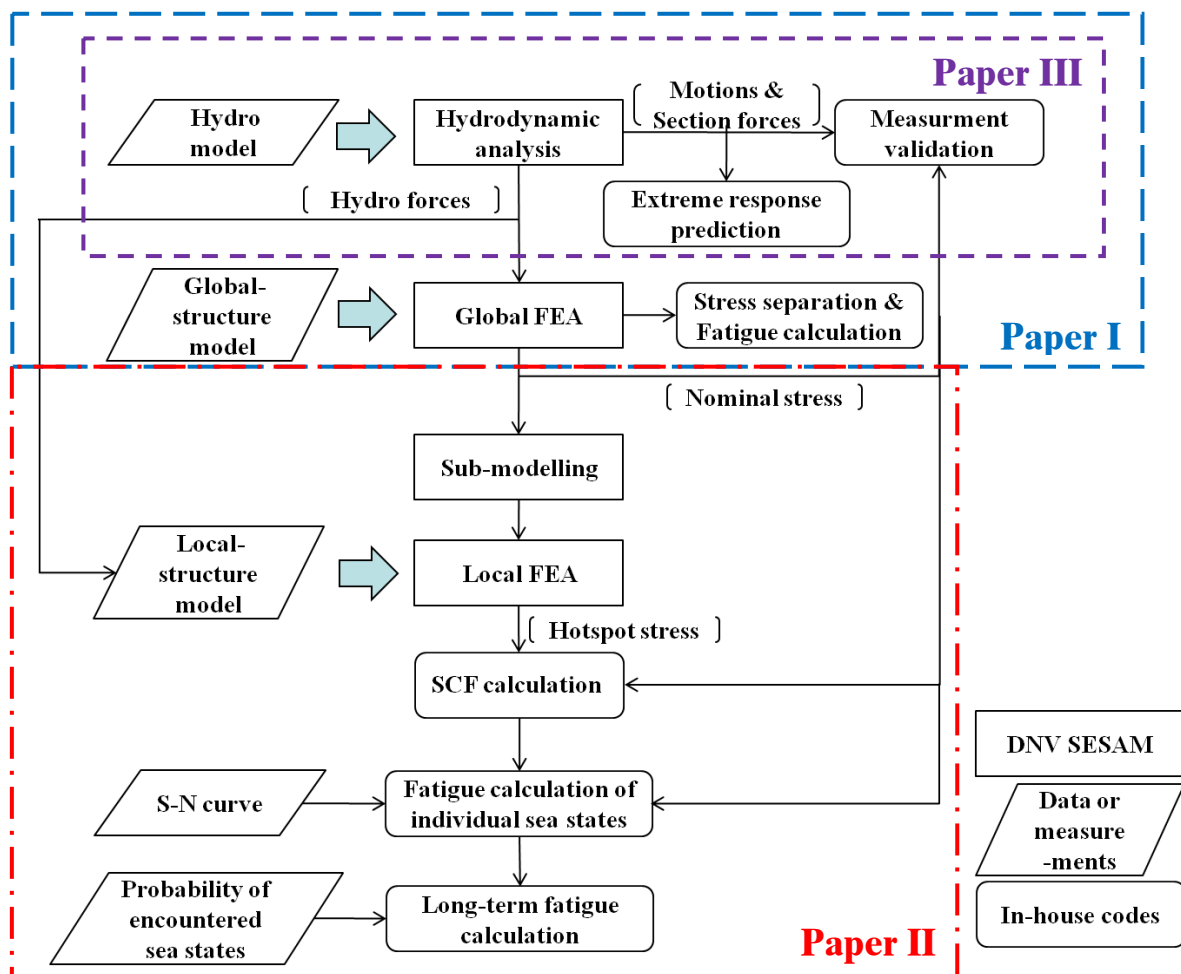 Paper III
Hydro
model
Hydrodynamic
analysis
Motions &
Section forces
Measurment
validation
Hydro forces
Extreme response
prediction
Global-
structure
model
Global FEA
Stress separation &
Fatigue calculation
Paper I
Nominal stress
Sub-modelling
Local-
structure
model
Local FEA
Hotspot stress
SCF calculation
S-N curve
Fatigue calculation of
individual sea states
Probability of
encountered
sea states
Long-term fatigue
calculation
Paper II
DNV SESAM
Data or
measure
-ments
In-house codes